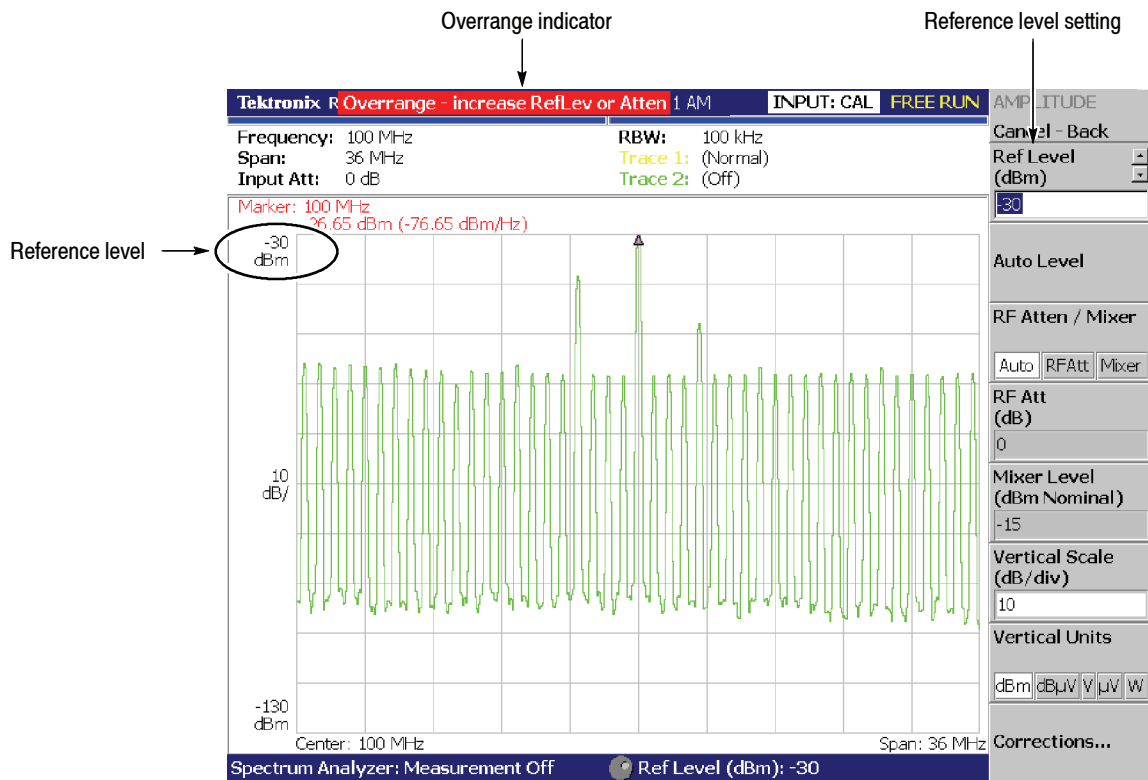 Overrange indicator
Reference level setting
Tektronix R Overrange - increase RefLev or Atten 1 AM INPUT: CAL FREE RUN
Frequency: 100 MHz
Span: 36 MHz
Input Att: 0 dB
RBW: 100 kHz
Trace 1: (Normal)
Trace 2: (Off)
Marker: 100 MHz
26.65 dBm (-76.65 dBm/Hz)
Reference level
-30
dBm
10
dB/
-130
dBm
Center: 100 MHz
Span: 36 MHz
Spectrum Analyzer: Measurement Off
Ref Level (dBm): -30
AMPLITUDE
Cancel - Back
Ref Level
(dBm)
-30
Auto Level
RF Atten / Mixer
Auto RFAtt Mixer
RF Att
(dB)
0
Mixer Level
(dBm Nominal)
-15
Vertical Scale
(dB/div)
10
Vertical Units
dBm dBµV V µV W
Corrections...